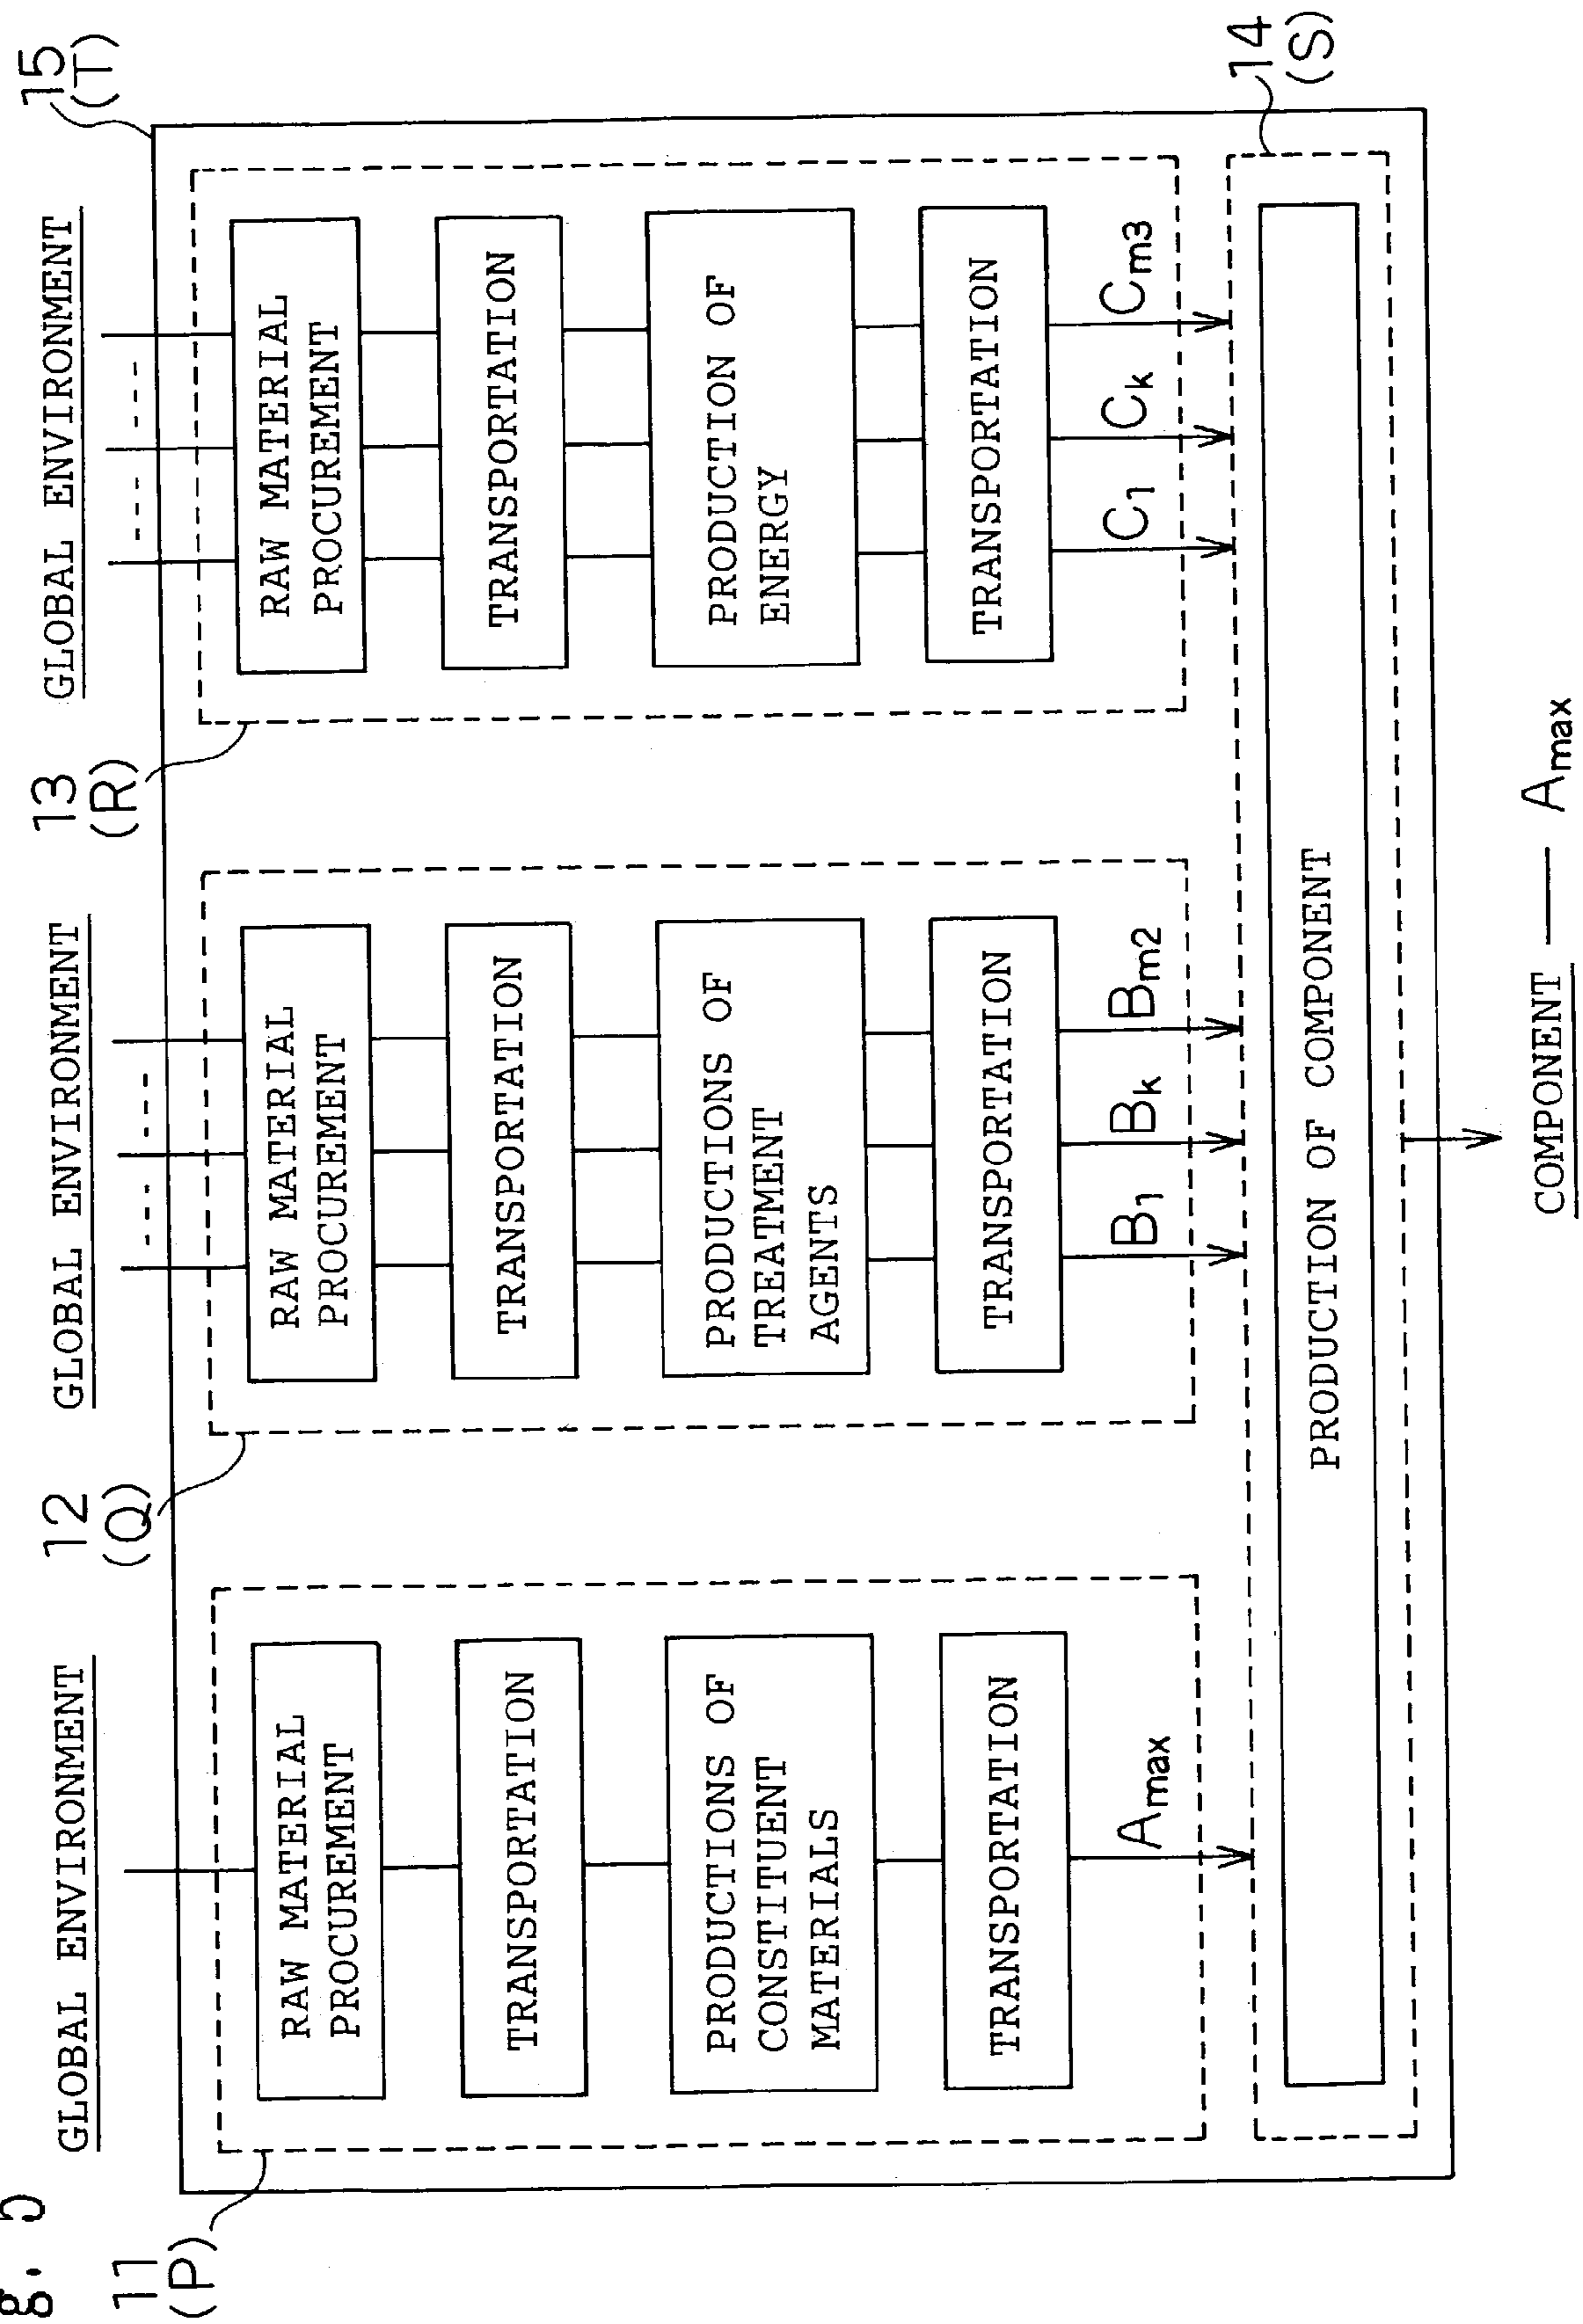 11
(P)
GLOBAL ENVIRONMENT
RAW MATERIAL
PROCUREMENT
TRANSPORTATION
PRODUCTIONS OF
CONSTITUENT
MATERIALS
TRANSPORTATION
Amax
12
(Q)
GLOBAL ENVIRONMENT
RAW MATERIAL
PROCUREMENT
TRANSPORTATION
PRODUCTIONS OF
TREATMENT
AGENTS
TRANSPORTATION
B1
Bk
Bm2
13
(R)
GLOBAL ENVIRONMENT
RAW MATERIAL
PROCUREMENT
TRANSPORTATION
PRODUCTION OF
ENERGY
TRANSPORTATION
C1
Ck
Cm3
15
(T)
14
(S)
PRODUCTION OF COMPONENT
COMPONENT — Amax